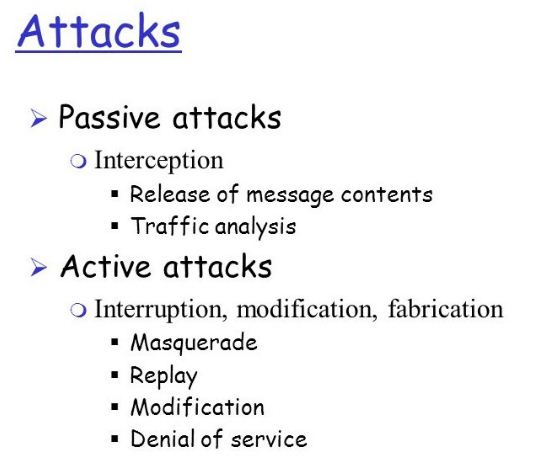 Attacks
Passive attacks
Interception
Release of message contents
Traffic analysis
Active attacks
Interruption, modification, fabrication
Masquerade
Replay
Modification
Denial of service